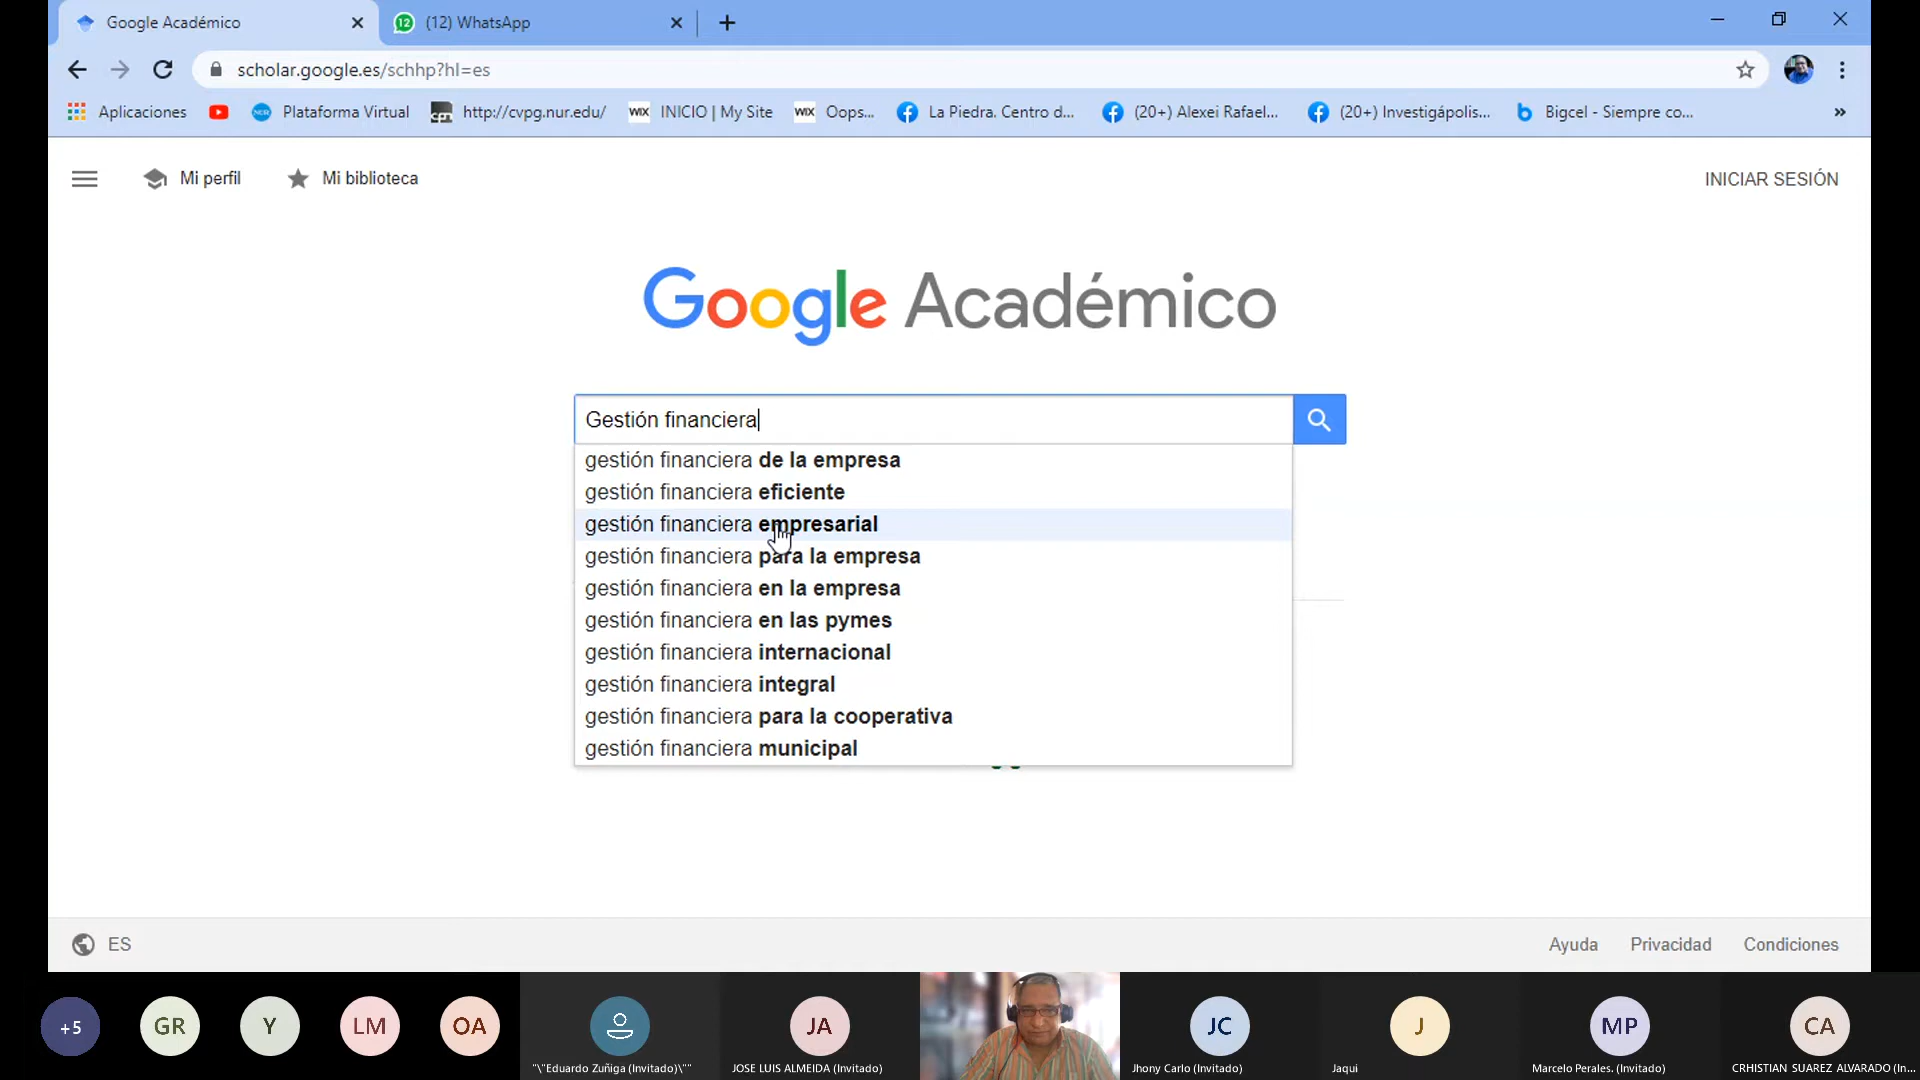 Google Académico
(12) WhatsApp
scholar.google.es/schhp?hl=es
Aplicaciones
Plataforma Virtual
http://cvpg.nur.edu/
WIX INICIO | My Site
WIX Oops...
La Piedra. Centro d...
(20+) Alexei Rafael...
(20+) Investigápolis...
Bigcel - Siempre co...
»
Mi perfil
Mi biblioteca
INICIAR SESIÓN
Google Académico
Gestión financiera
gestión financiera de la empresa
gestión financiera eficiente
gestión financiera empresarial
gestión financiera para la empresa
gestión financiera en la empresa
gestión financiera en las pymes
gestión financiera internacional
gestión financiera integral
gestión financiera para la cooperativa
gestión financiera municipal
ES
Ayuda
Privacidad
Condiciones
+5
GR
Y
LM
OA
JA
JC
J
MP
CA
"\"Eduardo Zuñiga (Invitado)\""
JOSE LUIS ALMEIDA (Invitado)
Jhony Carlo (Invitado)
Jaqui
Marcelo Perales. (Invitado)
CRHISTIAN SUAREZ ALVARADO (In...